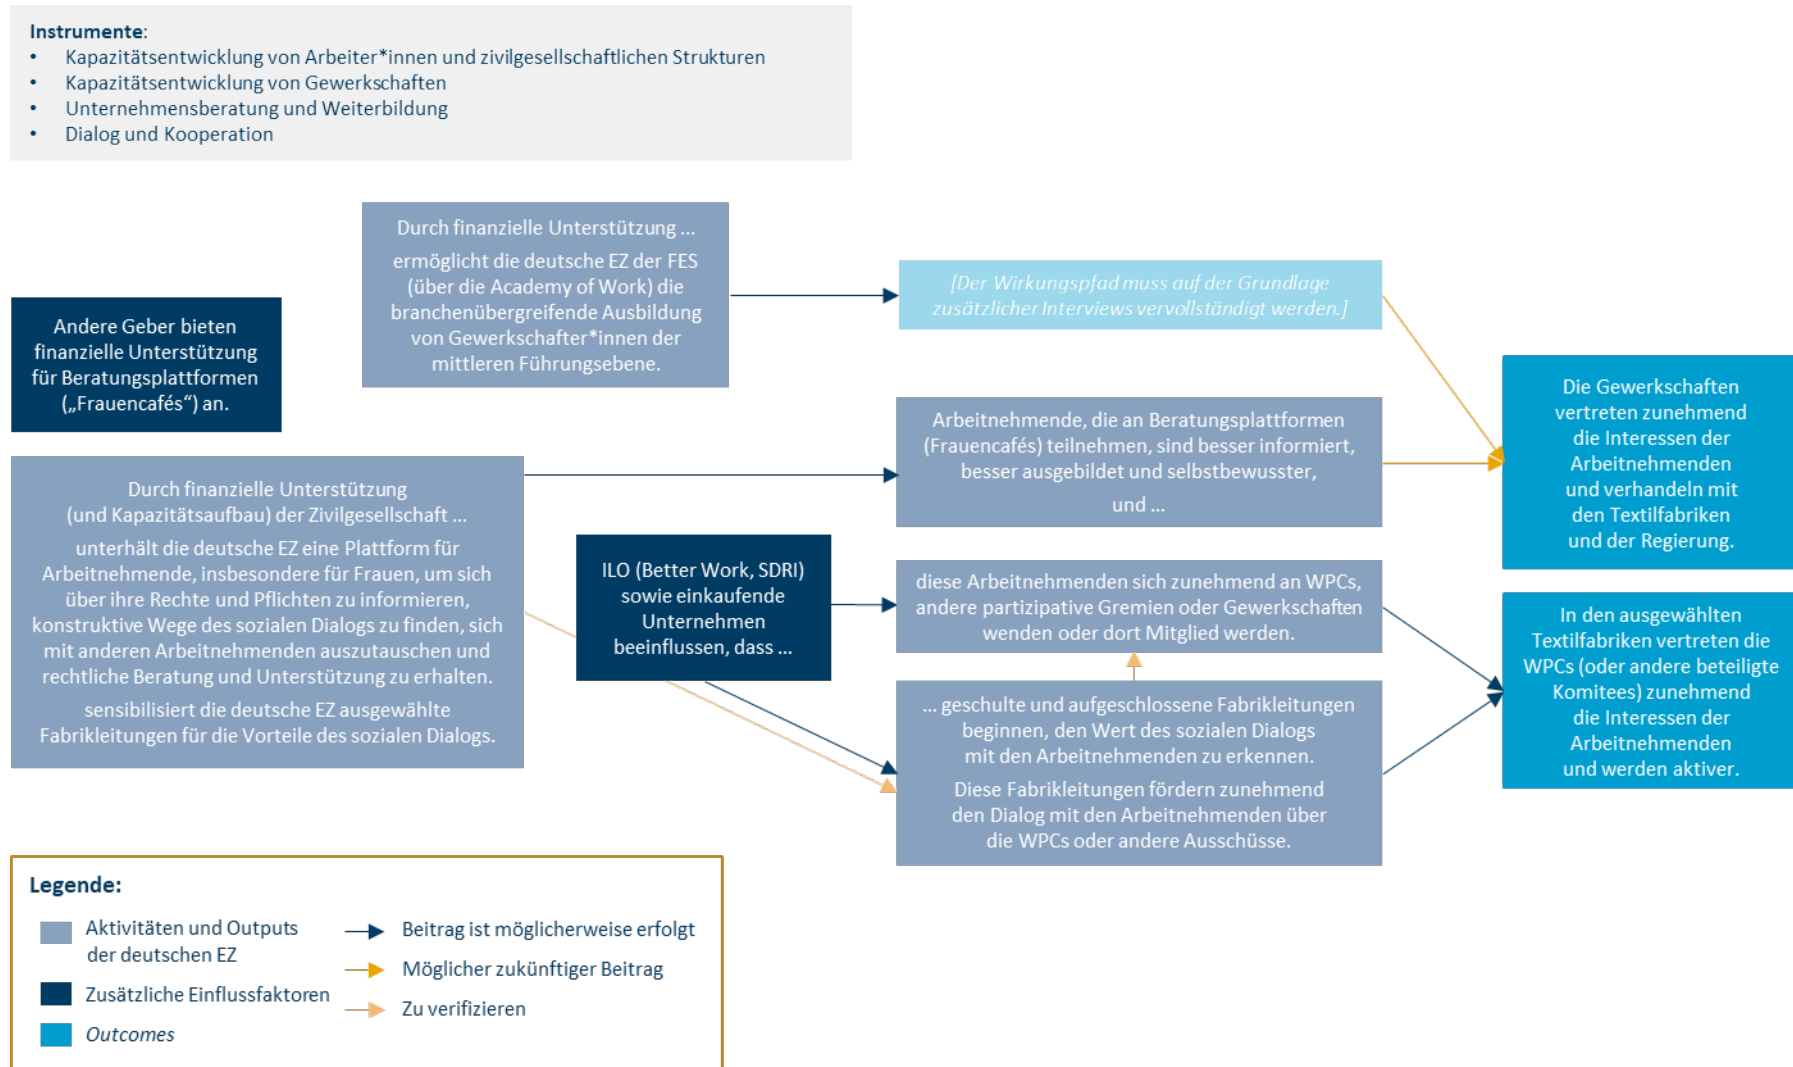 Instrumente:
• Kapazitätsentwicklung von Arbeiter*innen und zivilgesellschaftlichen Strukturen
• Kapazitätsentwicklung von Gewerkschaften
• Unternehmensberatung und Weiterbildung
• Dialog und Kooperation
Durch finanzielle Unterstützung ...
ermöglicht die deutsche EZ der FES
(über die Academy of Work) die
branchenübergreifende Ausbildung
von Gewerkschafter*innen der
mittleren Führungsebene.
[Der Wirkungspfad muss auf der Grundlage
zusätzlicher Interviews vervollständigt werden.]
Andere Geber bieten
finanzielle Unterstützung
für Beratungsplattformen
(„Frauencafés“) an.
Die Gewerkschaften
vertreten zunehmend
die Interessen der
Arbeitnehmenden
und verhandeln mit
den Textilfabriken
und der Regierung.
Arbeitnehmende, die an Beratungsplattformen
(Frauencafés) teilnehmen, sind besser informiert,
besser ausgebildet und selbstbewusster,
und ...
Durch finanzielle Unterstützung
(und Kapazitätsaufbau) der Zivilgesellschaft ...
unterhält die deutsche EZ eine Plattform für
Arbeitnehmende, insbesondere für Frauen, um sich
über ihre Rechte und Pflichten zu informieren,
konstruktive Wege des sozialen Dialogs zu finden, sich
mit anderen Arbeitnehmenden auszutauschen und
rechtliche Beratung und Unterstützung zu erhalten.
sensibilisiert die deutsche EZ ausgewählte
Fabrikleitungen für die Vorteile des sozialen Dialogs.
ILO (Better Work, SDRI)
sowie einkaufende
Unternehmen
beeinflussen, dass ...
diese Arbeitnehmenden sich zunehmend an WPCs,
andere partizipative Gremien oder Gewerkschaften
wenden oder dort Mitglied werden.
In den ausgewählten
Textilfabriken vertreten die
WPCs (oder andere beteiligte
Komitees) zunehmend
die Interessen der
Arbeitnehmenden
und werden aktiver.
... geschulte und aufgeschlossene Fabrikleitungen
beginnen, den Wert des sozialen Dialogs
mit den Arbeitnehmenden zu erkennen.
Diese Fabrikleitungen fördern zunehmend
den Dialog mit den Arbeitnehmenden über
die WPCs oder andere Ausschüsse.
Legende:
Aktivitäten und Outputs
der deutschen EZ
Zusätzliche Einflussfaktoren
Outcomes
Beitrag ist möglicherweise erfolgt
Möglicher zukünftiger Beitrag
Zu verifizieren